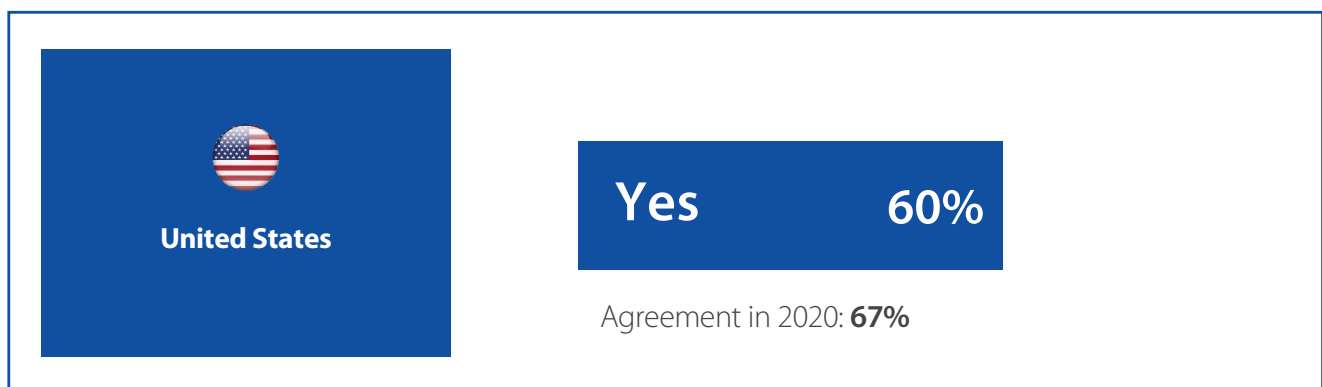 United States
Yes 60%
Agreement in 2020: 67%